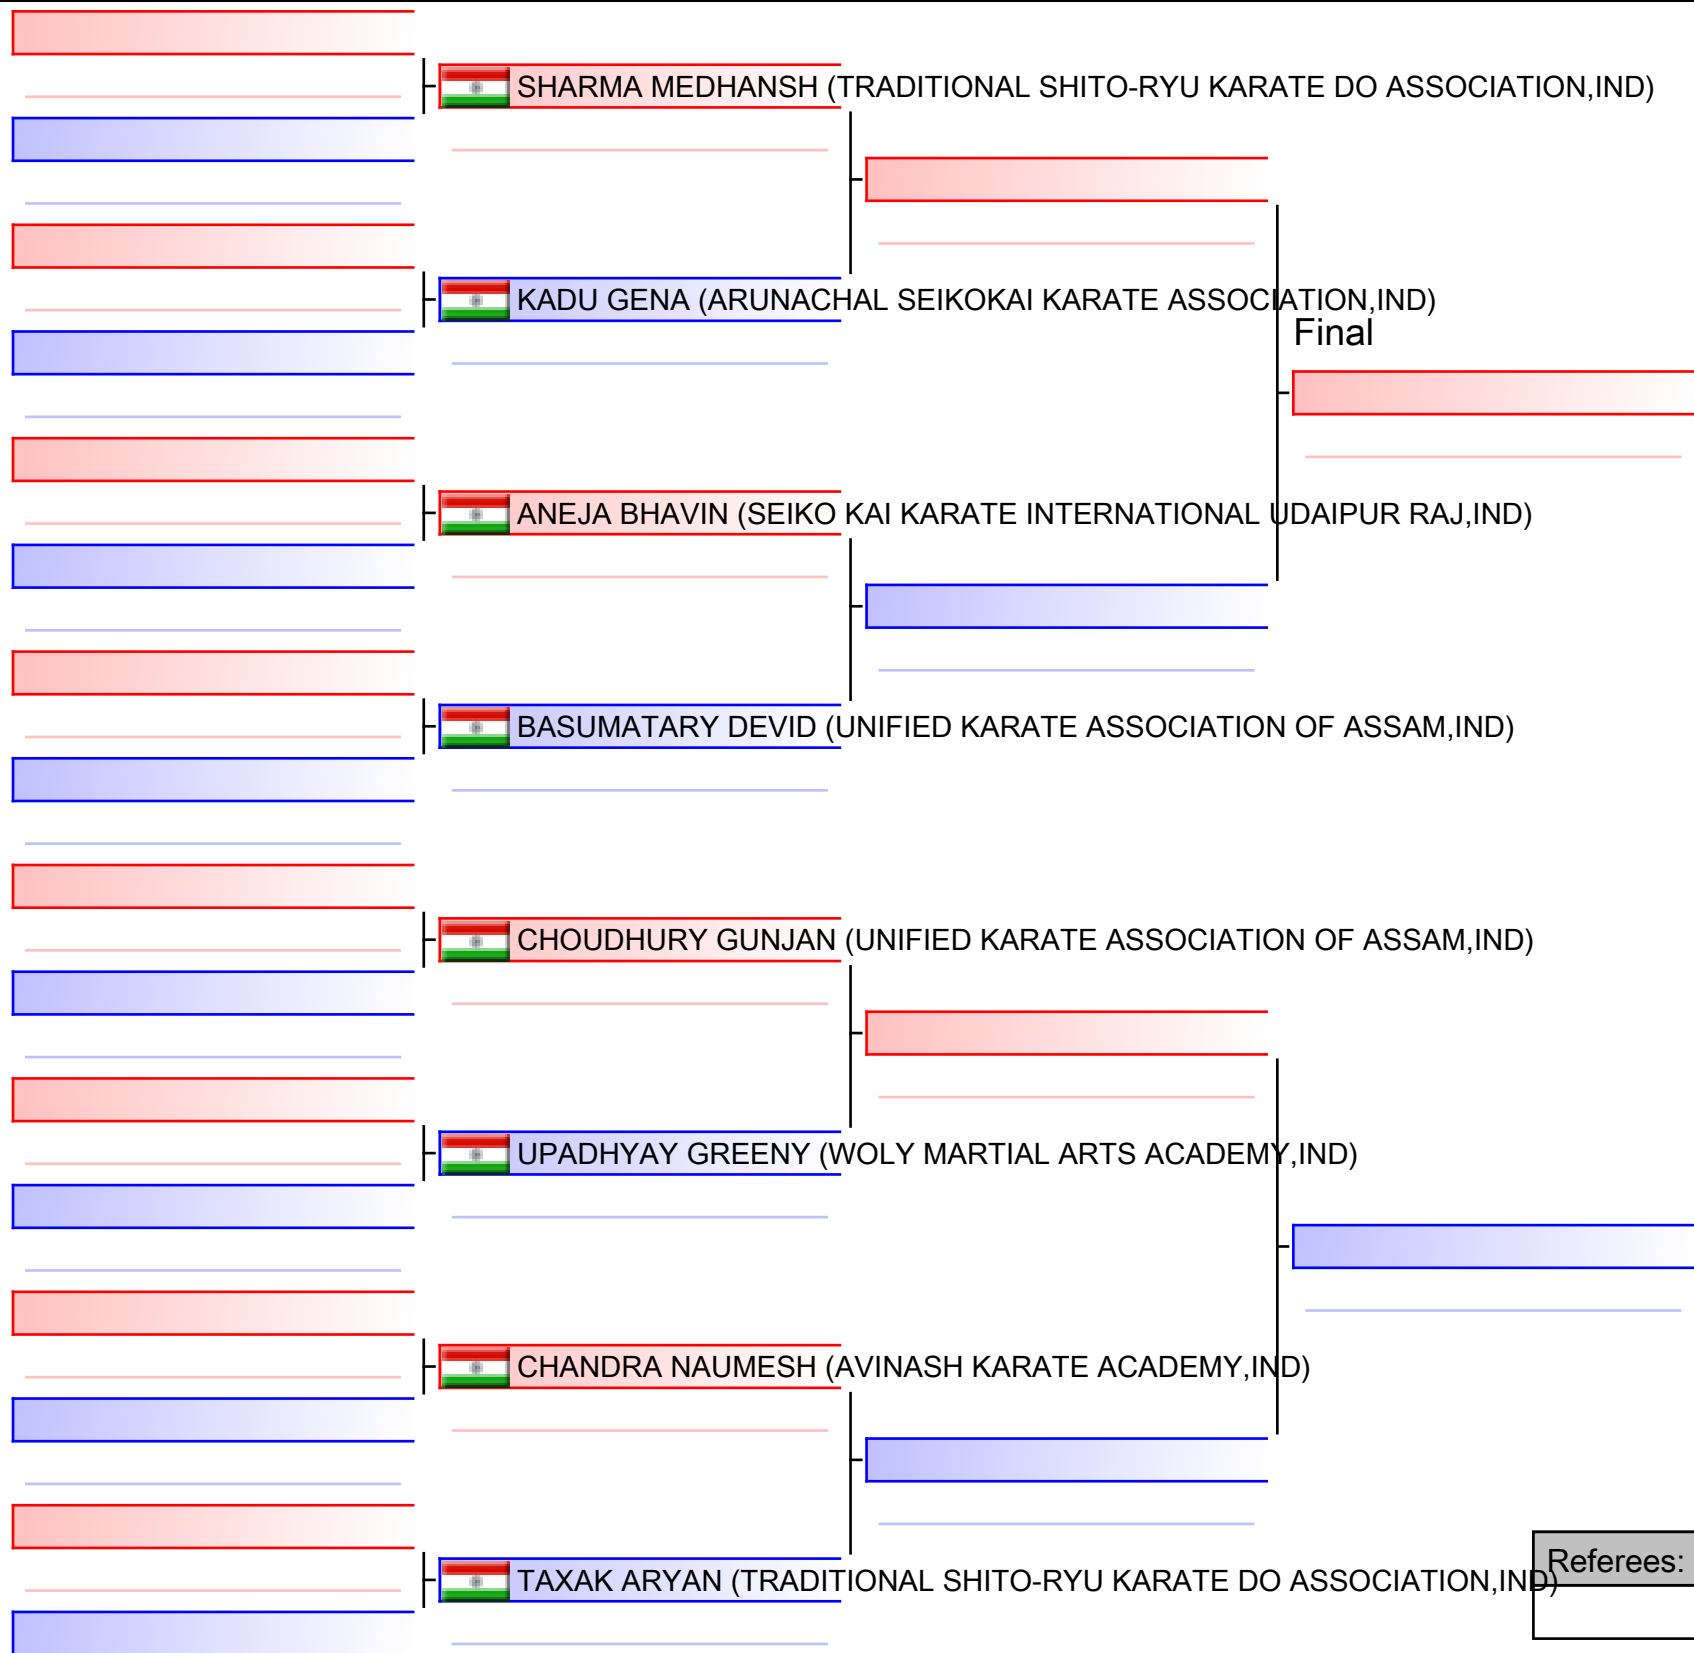 SHARMA MEDHANSH (TRADITIONAL SHITO-RYU KARATE DO ASSOCIATION,IND)
KADU GENA (ARUNACHAL SEIKOKAI KARATE ASSOCIATION,IND)
Final
ANEJA BHAVIN (SEIKO KAI KARATE INTERNATIONAL UDAIPUR RAJ,IND)
BASUMATARY DEVID (UNIFIED KARATE ASSOCIATION OF ASSAM,IND)
CHOUDHURY GUNJAN (UNIFIED KARATE ASSOCIATION OF ASSAM,IND)
UPADHYAY GREENY (WOLY MARTIAL ARTS ACADEMY,IND)
CHANDRA NAUMESH (AVINASH KARATE ACADEMY,IND)
Referees:
TAXAK ARYAN (TRADITIONAL SHITO-RYU KARATE DO ASSOCIATION,IND)